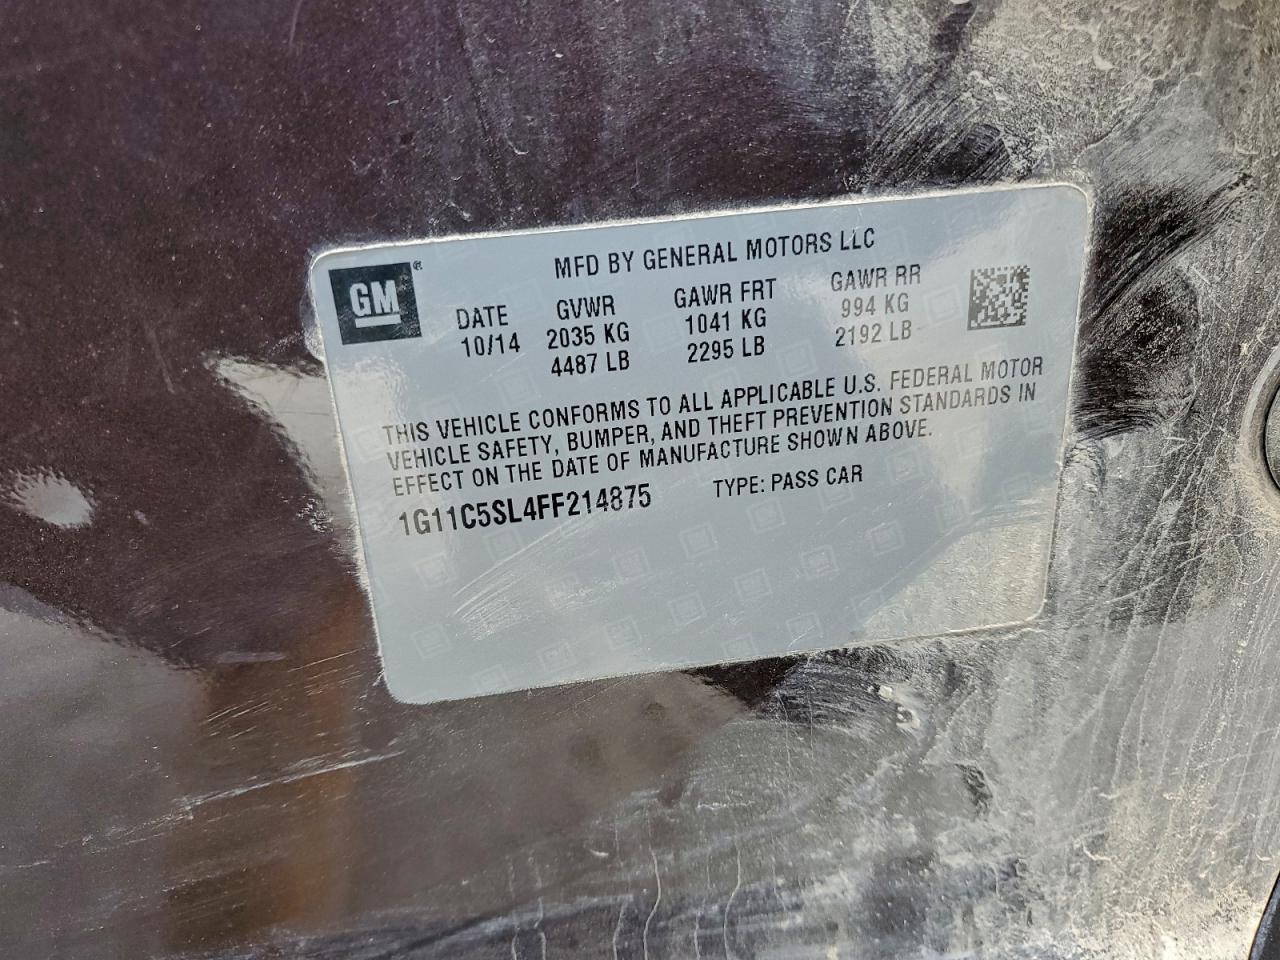 MFD BY GENERAL MOTORS LLC
GM®
DATE GVWR GAWR FRT GAWR RR
10/14 2035 KG 1041 KG 994 KG
4487 LB 2295 LB 2192 LB
THIS VEHICLE CONFORMS TO ALL APPLICABLE U.S. FEDERAL MOTOR
VEHICLE SAFETY, BUMPER, AND THEFT PREVENTION STANDARDS IN
EFFECT ON THE DATE OF MANUFACTURE SHOWN ABOVE.
1G11C5SL4FF214875 TYPE: PASS CAR